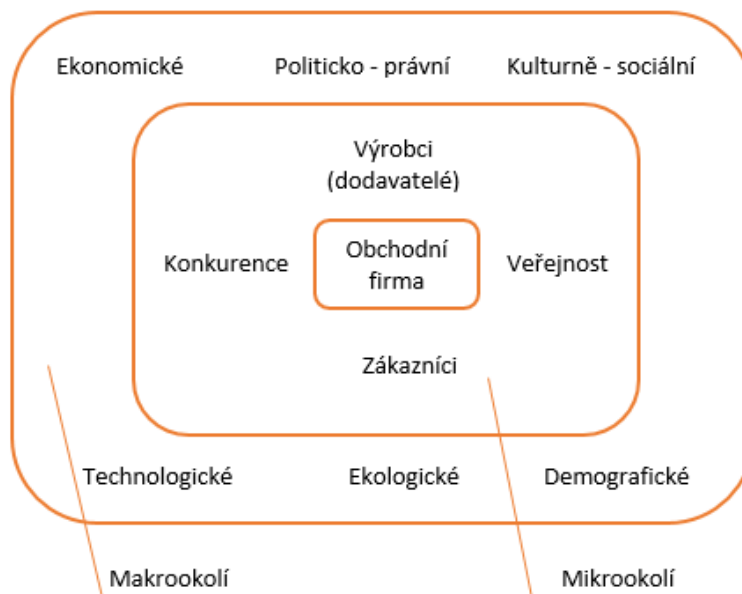 Ekonomické
Politicko - právní
Kulturně - sociální
Výrobci
(dodavatelé)
Konkurence
Obchodní
firma
Veřejnost
Zákazníci
Technologické
Ekologické
Demografické
Makrookolí
Mikrookolí